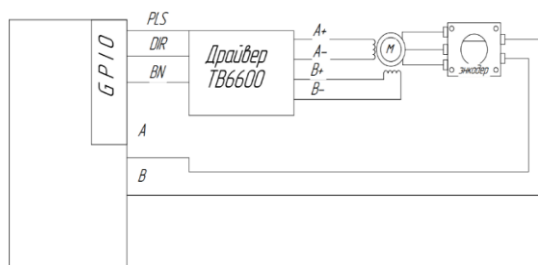 GPIO
PLS
DIR
BN
A
B
Драйвер
TB6600
A+
A-
B+
B-
M
энкодер